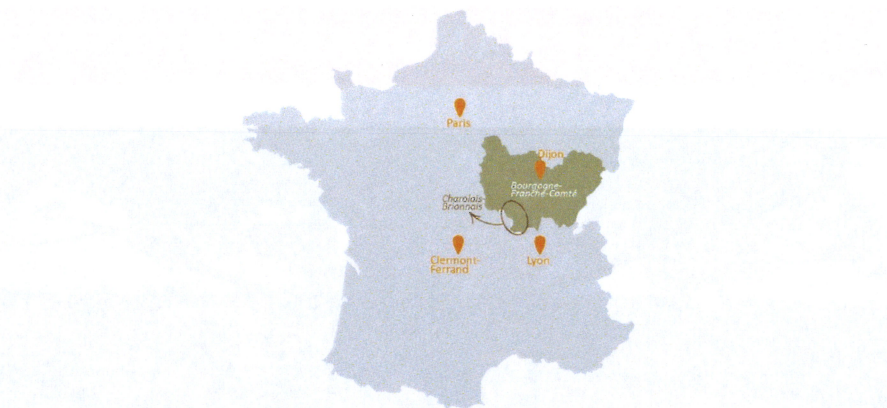 Paris
Dijon
Bourgogne-
Franche-Comté
Charolais-
Brionnais
Clermont-
Ferrand
Lyon